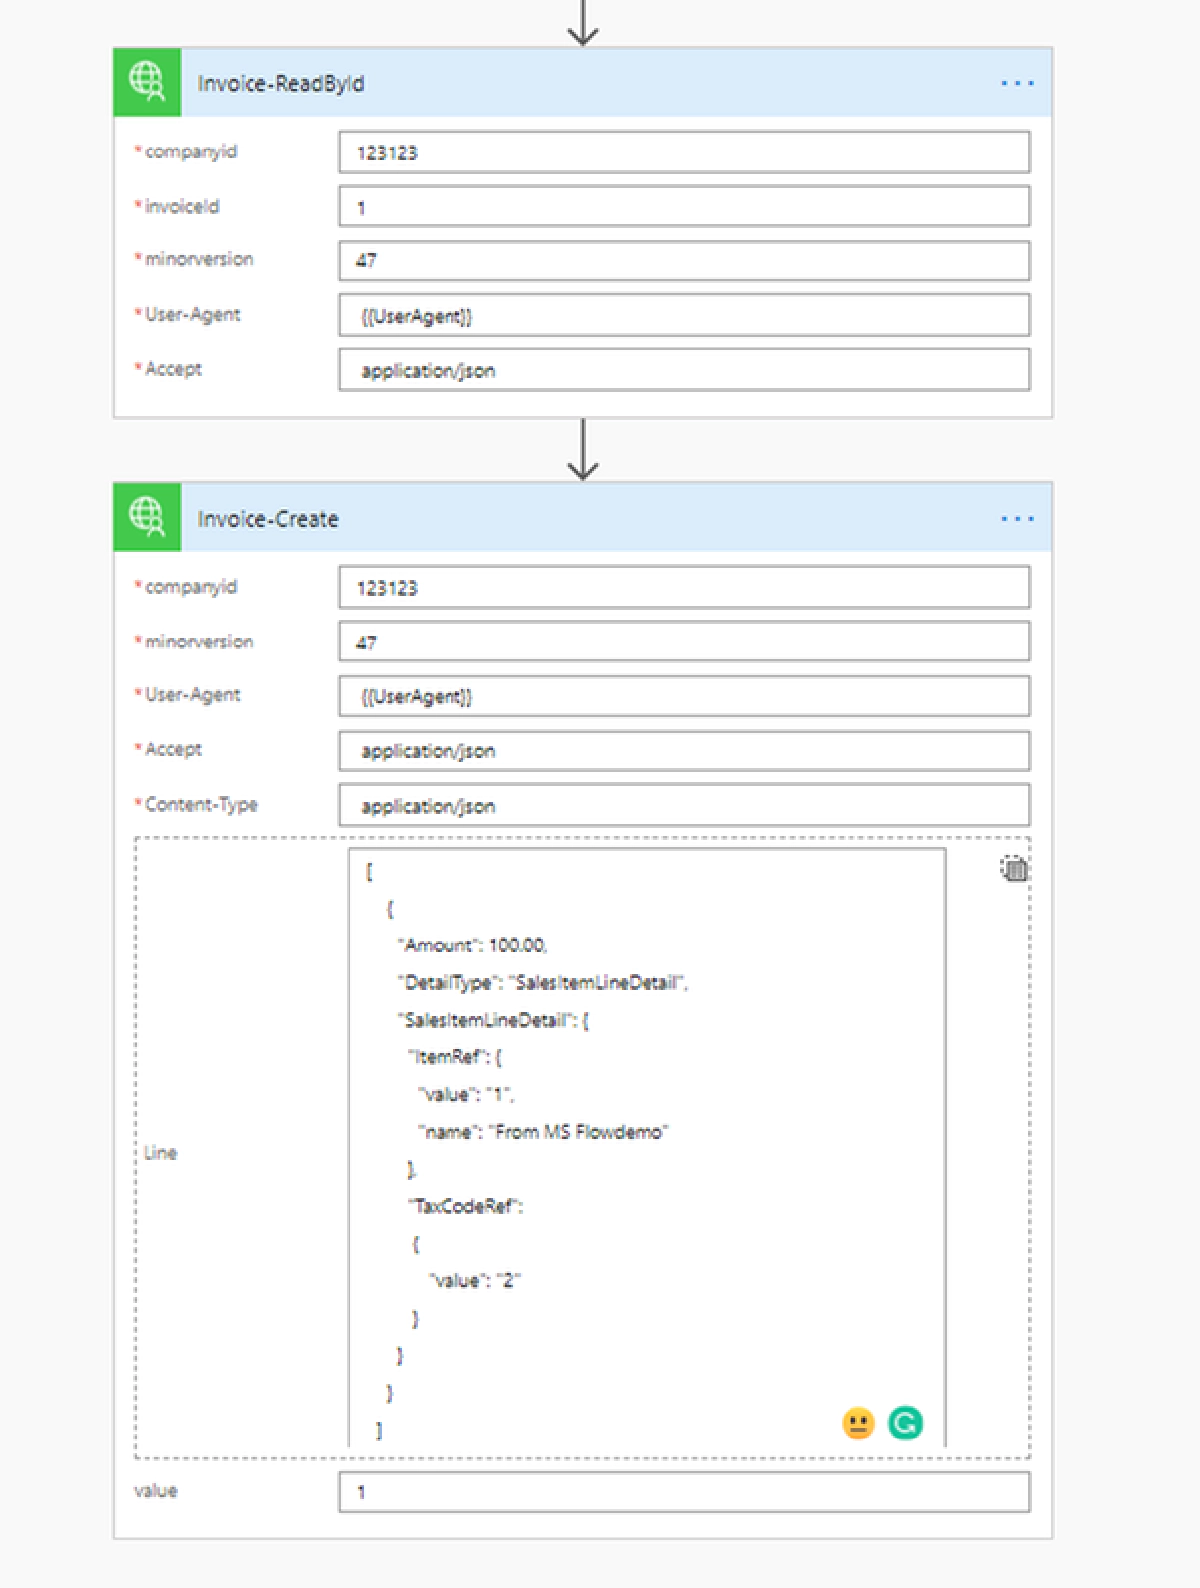 Invoice-ReadById
*companyid 123123
*invoiceId 1
*minorversion 47
*User-Agent {{UserAgent}}
*Accept application/json
Invoice-Create
*companyid 123123
*minorversion 47
*User-Agent {{UserAgent}}
*Accept application/json
*Content-Type application/json
[
{
"Amount": 100.00,
"DetailType": "SalesItemLineDetail",
"SalesItemLineDetail": {
"ItemRef": {
"value": "1",
"name": "From MS Flowdemo"
},
"TaxCodeRef":
{
"value": "2"
}
}
}
]
Line
value 1